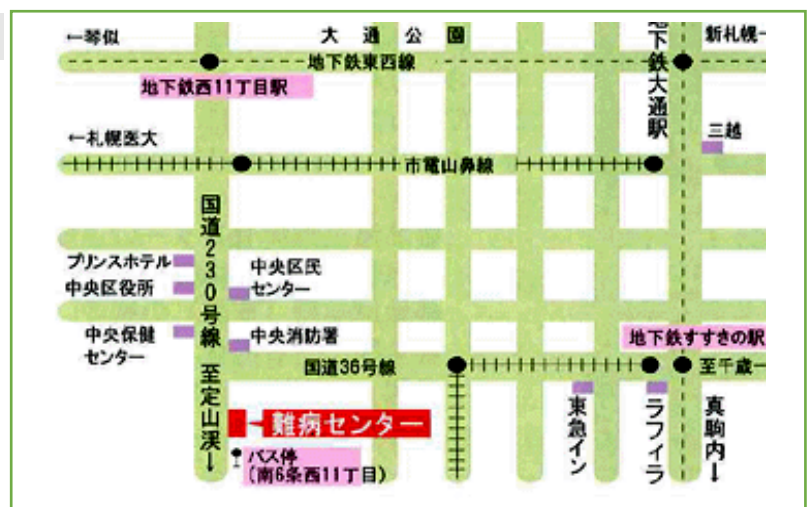 ←琴似
大通公園
地下鉄大通駅
新札幌
地下鉄東西線
地下鉄西11丁目駅
←札幌医大
三越
市電山鼻線
国道230号線
至定山渓↓
プリンスホテル
中央区役所
中央区民
センター
中央保健
センター
中央消防署
地下鉄すすきの駅
国道36号線
至千歳
難病センター
バス停
(南6条西11丁目)
東急イン
ラフィラ
真駒内↓